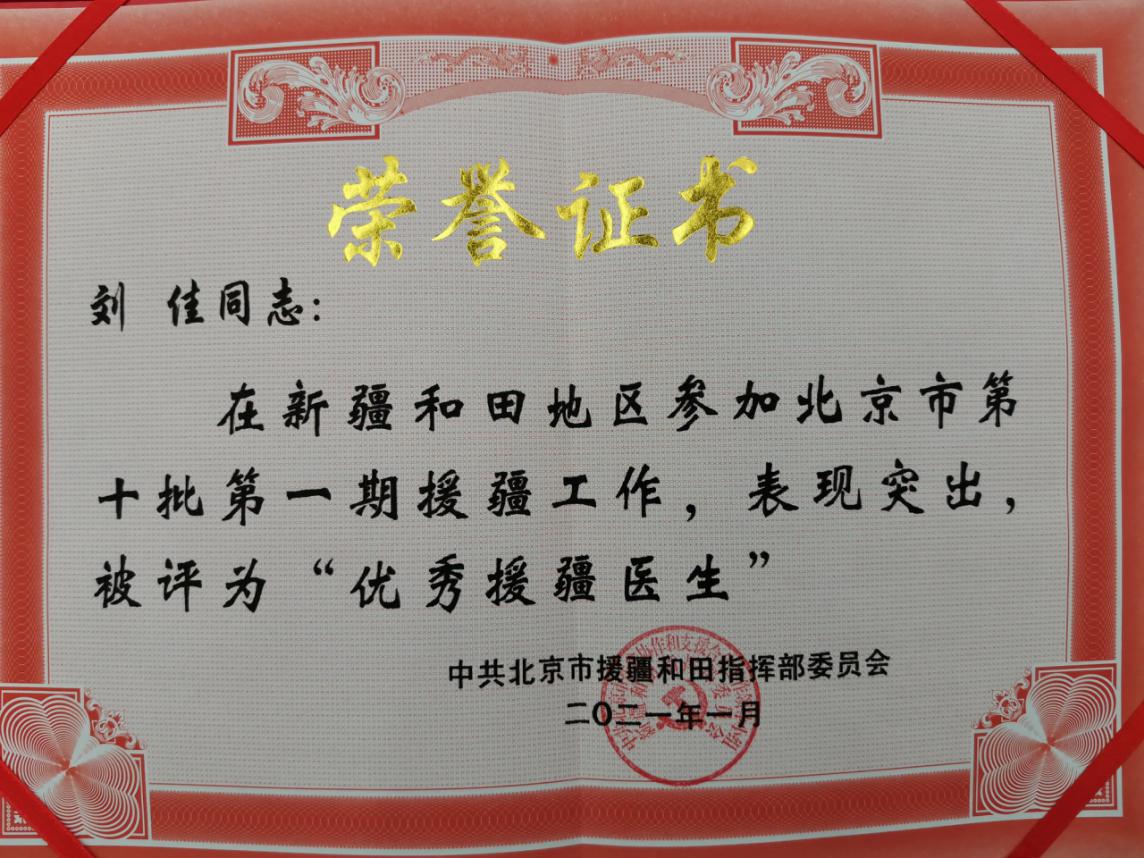 荣誉证书
刘 佳同志：
在新疆和田地区参加北京市第
十批第一期援疆工作，表现突出，
被评为“优秀援疆医生”
中共北京市援疆和田指挥部委员会
二〇二一年一月